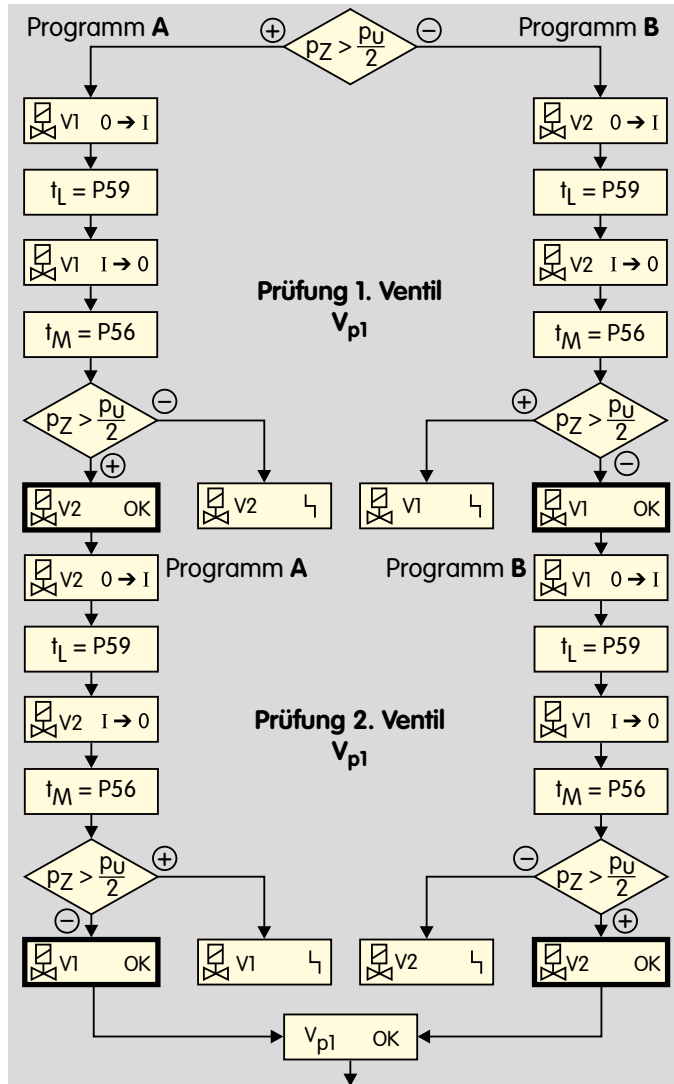 Programm A
+
pZ > pU/2
−
Programm B
V1 0 ➔ I
V2 0 ➔ I
tL = P59
tL = P59
V1 I ➔ 0
V2 I ➔ 0
Prüfung 1. Ventil
Vp1
tM = P56
tM = P56
pZ > pU/2
−
+
pZ > pU/2
+
−
V2 OK
V2
V1
V1 OK
V2 0 ➔ I
Programm A
Programm B
V1 0 ➔ I
tL = P59
tL = P59
V2 I ➔ 0
Prüfung 2. Ventil
Vp1
V1 I ➔ 0
tM = P56
tM = P56
pZ > pU/2
+
−
pZ > pU/2
−
+
V1 OK
V1
V2
V2 OK
Vp1 OK